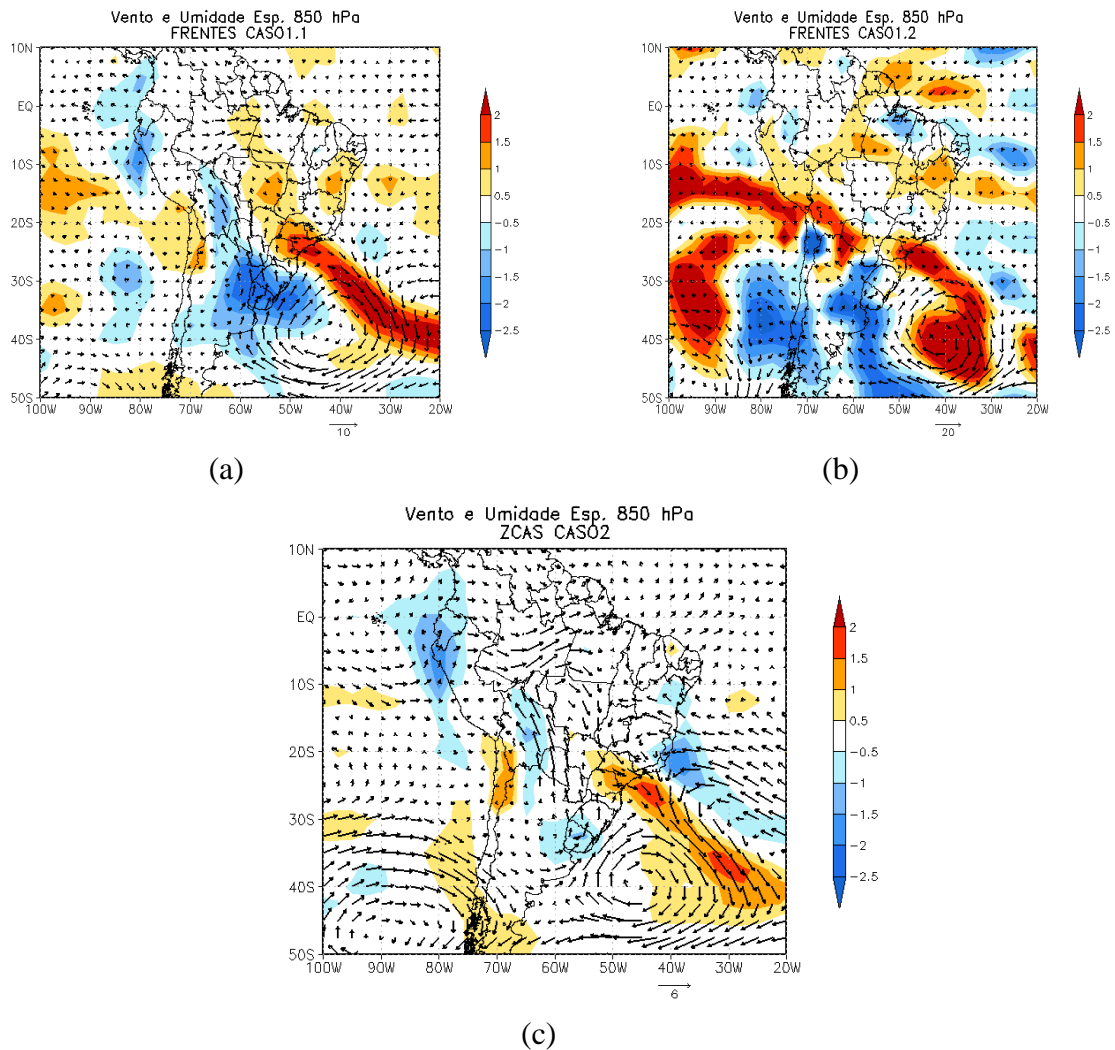 Vento e Umidade Esp. 850 hPa
FRENTES CASO1.1
10N
EQ
10S
20S
30S
40S
50S
100W 90W 80W 70W 60W 50W 40W 30W 20W
10
2
1.5
1
0.5
-0.5
-1
-1.5
-2
-2.5
(a)
Vento e Umidade Esp. 850 hPa
FRENTES CASO1.2
10N
EQ
10S
20S
30S
40S
50S
100W 90W 80W 70W 60W 50W 40W 30W 20W
20
2
1.5
1
0.5
-0.5
-1
-1.5
-2
-2.5
(b)
Vento e Umidade Esp. 850 hPa
ZCAS CASO2
10N
EQ
10S
20S
30S
40S
50S
100W 90W 80W 70W 60W 50W 40W 30W 20W
6
2
1.5
1
0.5
-0.5
-1
-1.5
-2
-2.5
(c)